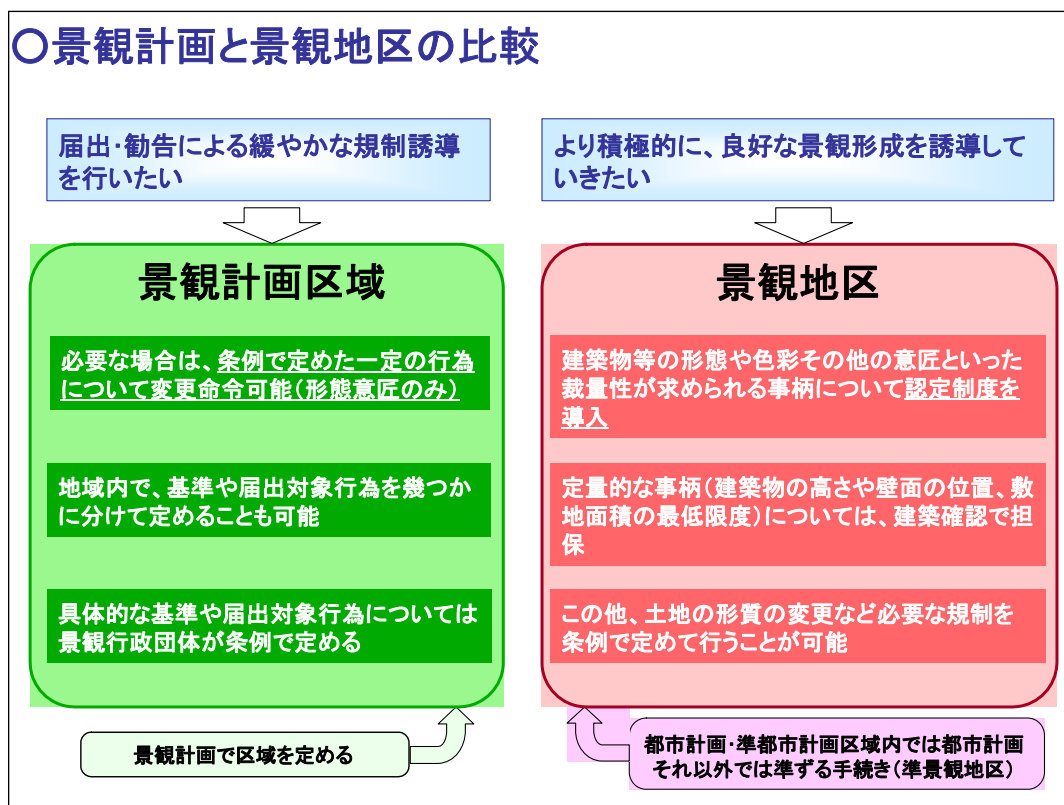 〇景観計画と景観地区の比較
届出・勧告による緩やかな規制誘導
を行いたい
景観計画区域
必要な場合は、条例で定めた一定の行為
について変更命令可能(形態意匠のみ)
地域内で、基準や届出対象行為を幾つか
に分けて定めることも可能
具体的な基準や届出対象行為については
景観行政団体が条例で定める
景観計画で区域を定める
より積極的に、良好な景観形成を誘導して
いきたい
景観地区
建築物等の形態や色彩その他の意匠といった
裁量性が求められる事柄について認定制度を
導入
定量的な事柄(建築物の高さや壁面の位置、敷
地面積の最低限度)については、建築確認で担
保
この他、土地の形質の変更など必要な規制を
条例で定めて行うことが可能
都市計画・準都市計画区域内では都市計画
それ以外では準ずる手続き(準景観地区)